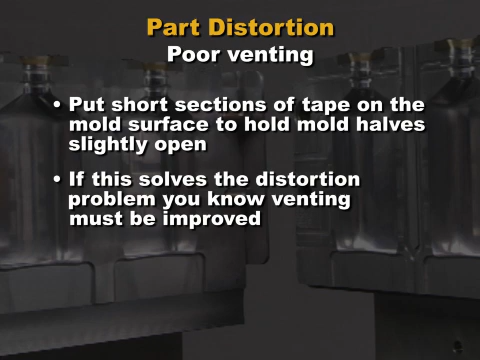 Part Distortion
Poor venting
• Put short sections of tape on the
mold surface to hold mold halves
slightly open
• If this solves the distortion
problem you know venting
must be improved